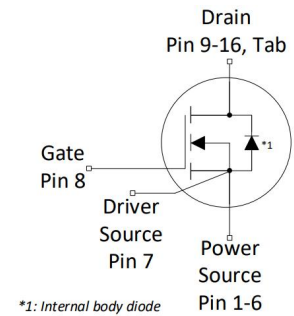 Drain
Pin 9-16, Tab
*1
Gate
Pin 8
Driver
Source
Pin 7
Power
Source
Pin 1-6
*1: Internal body diode